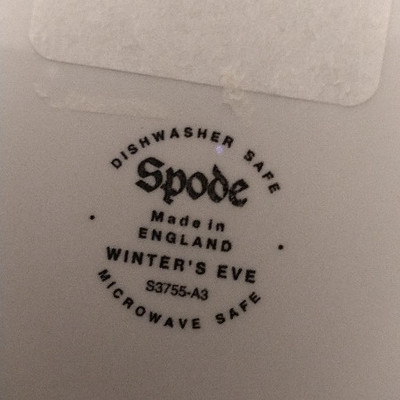 DISHWASHER SAFE
Spode
Made in
ENGLAND
WINTER'S EVE
S3755-A3
MICROWAVE SAFE